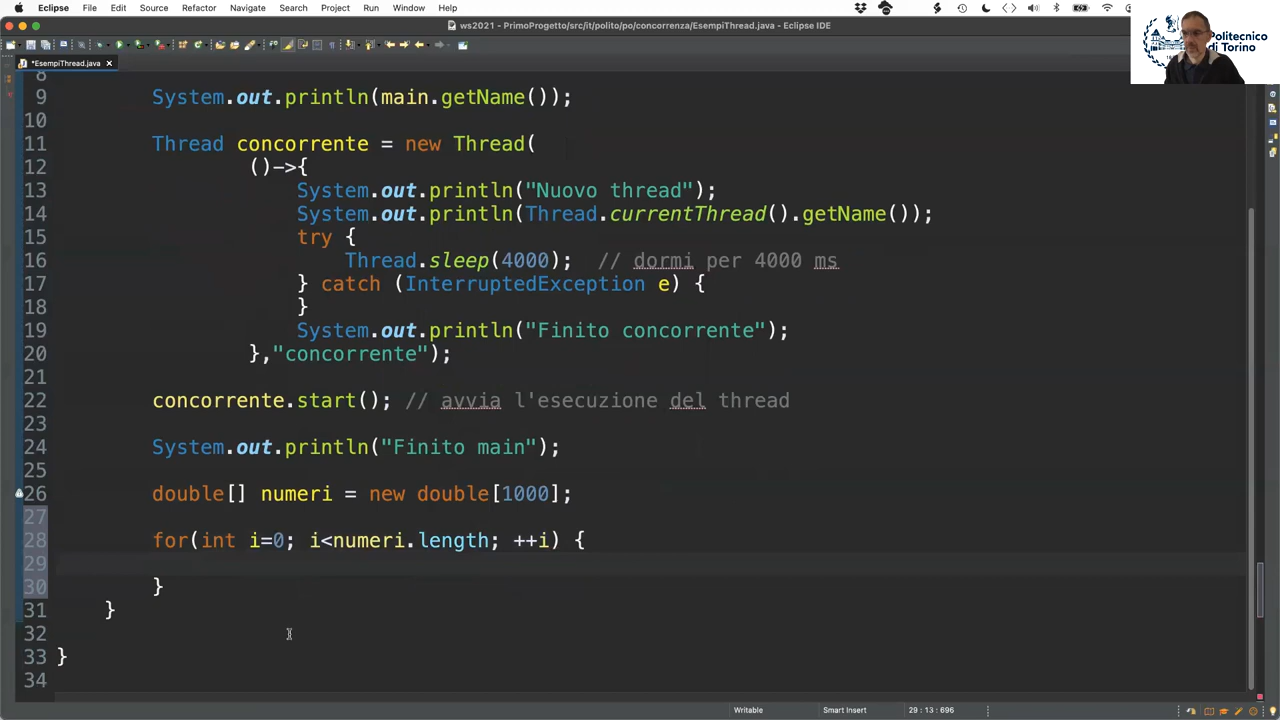 Eclipse File Edit Source Refactor Navigate Search Project Run Window Help
ws2021 - PrimoProgetto/src/it/polito/po/concorrenza/EsempiThread.java - Eclipse IDE
Politecnico
di Torino
*EsempiThread.java
8
9 System.out.println(main.getName());
10
11 Thread concorrente = new Thread(
12 ()->{
13 System.out.println("Nuovo thread");
14 System.out.println(Thread.currentThread().getName());
15 try {
16 Thread.sleep(4000); // dormi per 4000 ms
17 } catch (InterruptedException e) {
18 }
19 System.out.println("Finito concorrente");
20 },"concorrente");
21
22 concorrente.start(); // avvia l'esecuzione del thread
23
24 System.out.println("Finito main");
25
26 double[] numeri = new double[1000];
27
28 for(int i=0; i<numeri.length; ++i) {
29
30 }
31 }
32
33 }
34
Writable Smart Insert 29 : 13 : 696